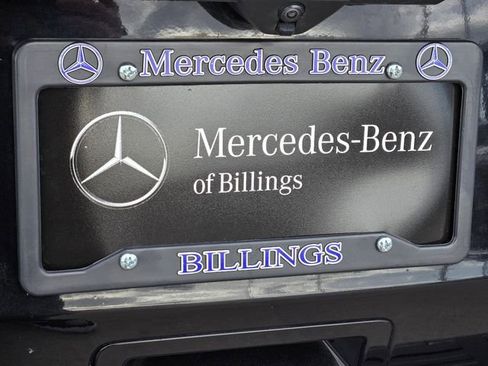 Mercedes Benz
Mercedes-Benz
of Billings
BILLINGS